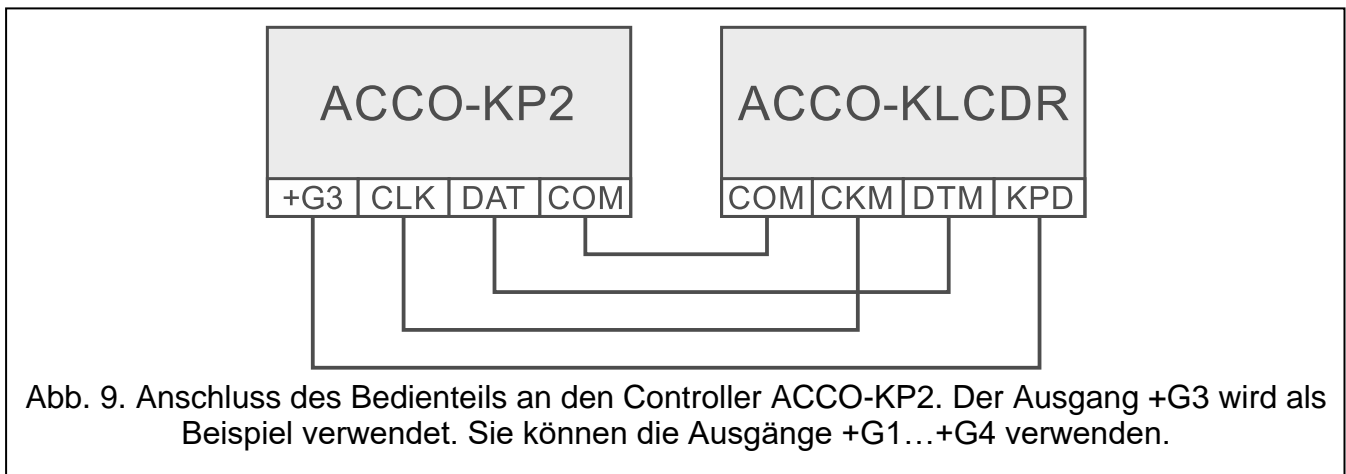 ACCO-KP2
ACCO-KLCDR
+G3 CLK DAT COM
COM CKM DTM KPD
Abb. 9. Anschluss des Bedienteils an den Controller ACCO-KP2. Der Ausgang +G3 wird als
Beispiel verwendet. Sie können die Ausgänge +G1…+G4 verwenden.